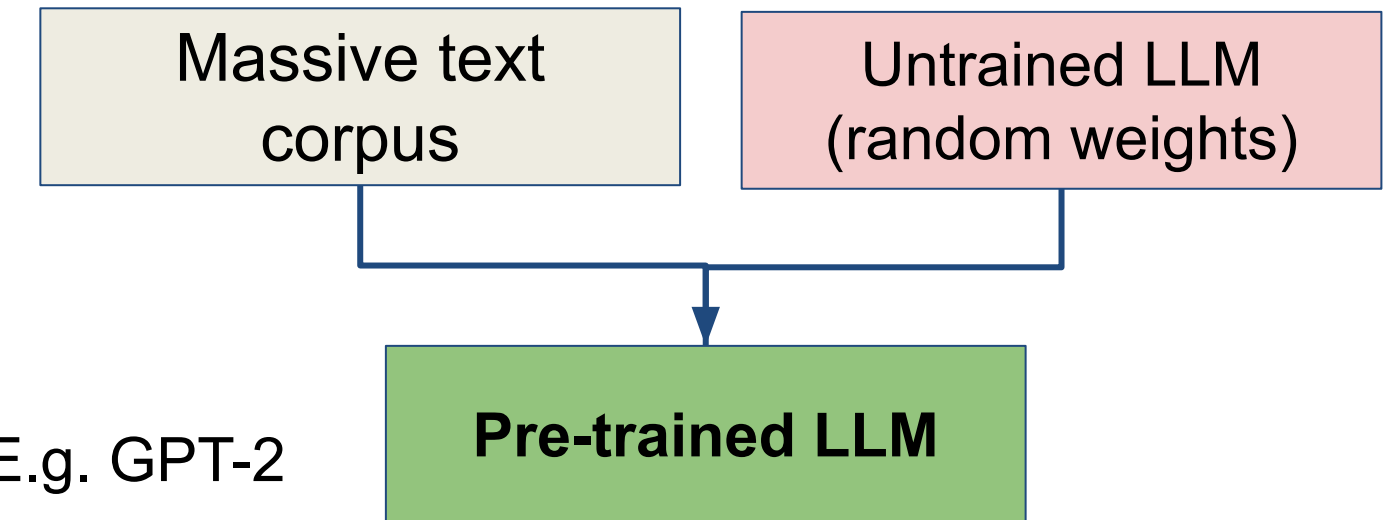 Massive text
corpus
Untrained LLM
(random weights)
Pre-trained LLM
E.g. GPT-2